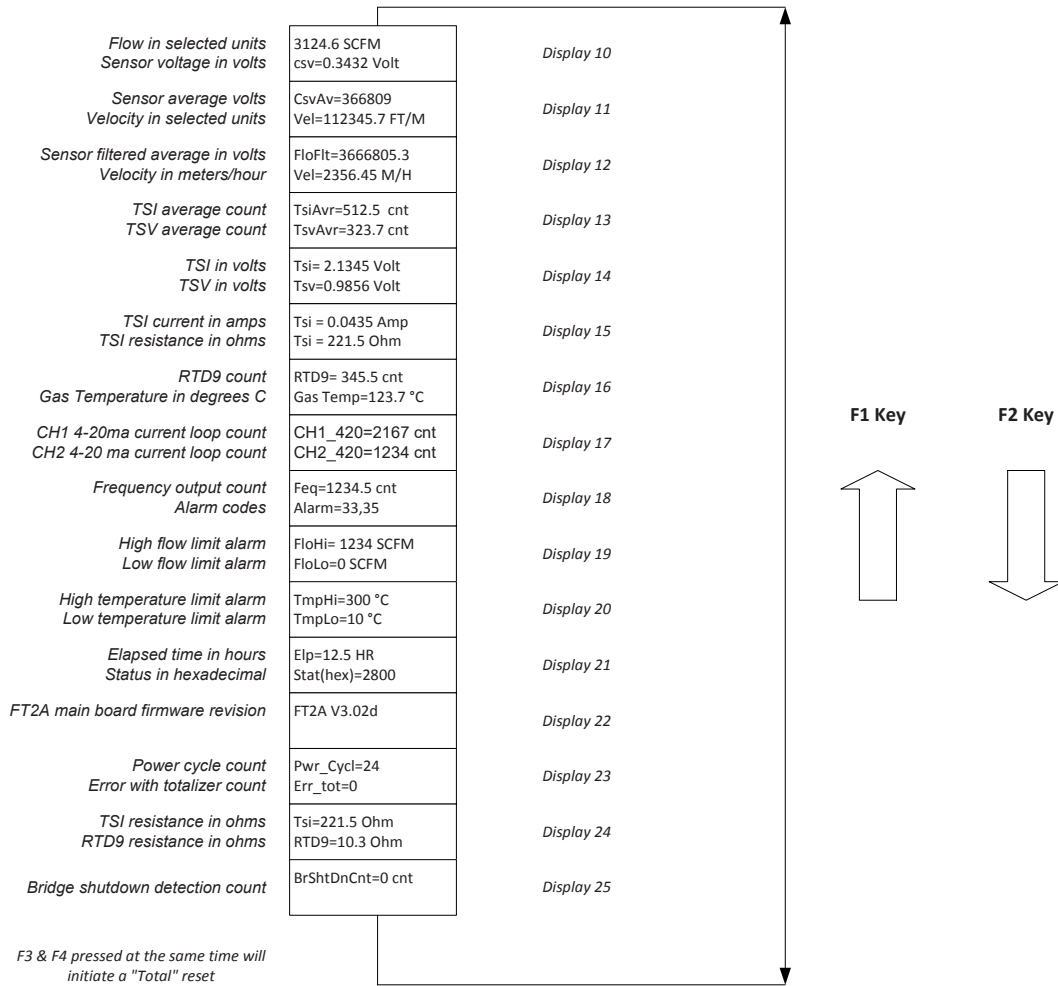 Flow in selected units
Sensor voltage in volts
3124.6 SCFM
csv=0.3432 Volt
Display 10
Sensor average volts
Velocity in selected units
CsvAv=366809
Vel=112345.7 FT/M
Display 11
Sensor filtered average in volts
Velocity in meters/hour
FloFlt=3666805.3
Vel=2356.45 M/H
Display 12
TSI average count
TSV average count
TsiAvr=512.5 cnt
TsvAvr=323.7 cnt
Display 13
TSI in volts
TSV in volts
Tsi= 2.1345 Volt
Tsv=0.9856 Volt
Display 14
TSI current in amps
TSI resistance in ohms
Tsi = 0.0435 Amp
Tsi = 221.5 Ohm
Display 15
RTD9 count
Gas Temperature in degrees C
RTD9= 345.5 cnt
Gas Temp=123.7 °C
Display 16
CH1 4-20ma current loop count
CH2 4-20 ma current loop count
CH1_420=2167 cnt
CH2_420=1234 cnt
Display 17
Frequency output count
Alarm codes
Feq=1234.5 cnt
Alarm=33,35
Display 18
High flow limit alarm
Low flow limit alarm
FloHi= 1234 SCFM
FloLo=0 SCFM
Display 19
High temperature limit alarm
Low temperature limit alarm
TmpHi=300 °C
TmpLo=10 °C
Display 20
Elapsed time in hours
Status in hexadecimal
Elp=12.5 HR
Stat(hex)=2800
Display 21
FT2A main board firmware revision
FT2A V3.02d
Display 22
Power cycle count
Error with totalizer count
Pwr_Cycl=24
Err_tot=0
Display 23
TSI resistance in ohms
RTD9 resistance in ohms
Tsi=221.5 Ohm
RTD9=10.3 Ohm
Display 24
Bridge shutdown detection count
BrShtDnCnt=0 cnt
Display 25
F3 & F4 pressed at the same time will
initiate a "Total" reset
F1 Key
F2 Key